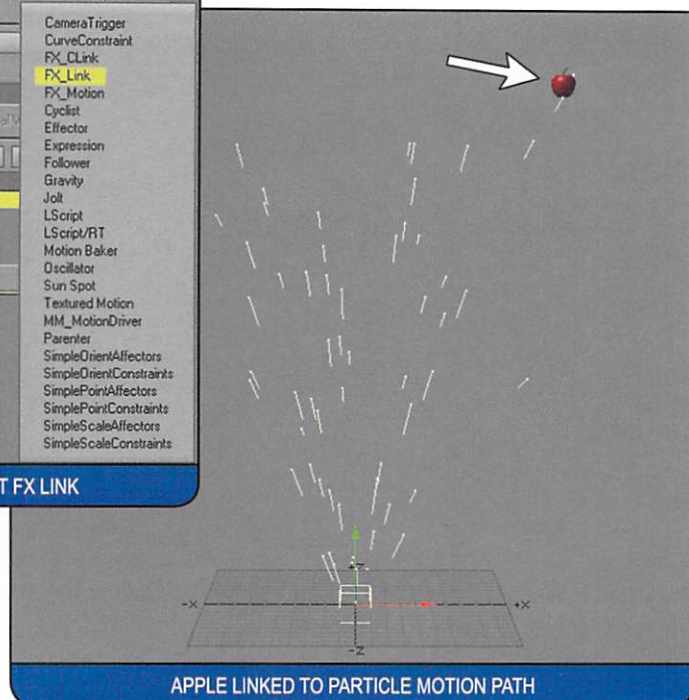 CameraTrigger
CurveConstraint
FX_CLink
FX_Link
FX_Motion
Cyclist
Effector
Expression
Follower
Gravity
Jolt
LScript
LScript/RT
Motion Baker
Oscillator
Sun Spot
Textured Motion
MM_MotionDriver
Parenter
SimpleOrientAffectors
SimpleOrientConstraints
SimplePointAffectors
SimplePointConstraints
SimpleScaleAffectors
SimpleScaleConstraints
T FX LINK
-X
+X
-Z
APPLE LINKED TO PARTICLE MOTION PATH